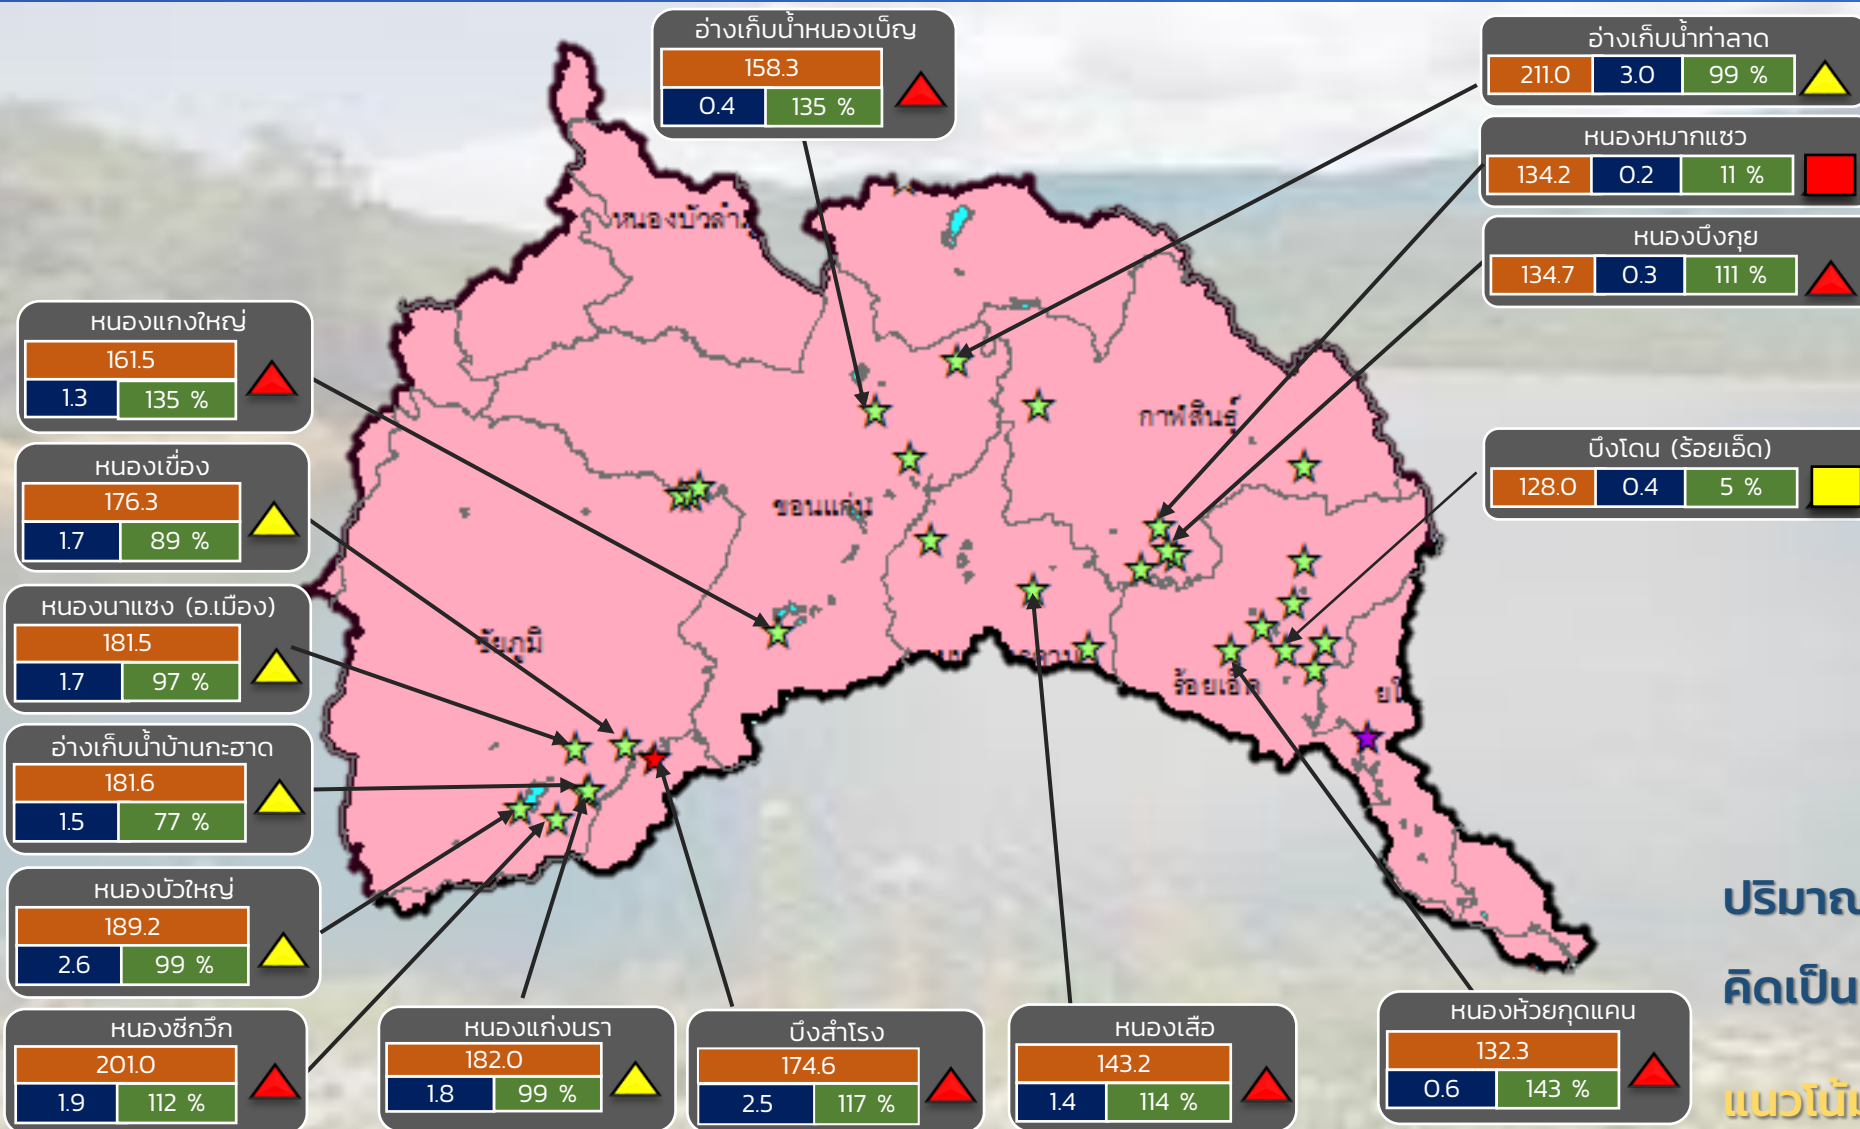 อ่างเก็บน้ำหนองเบ็ญ
158.3
0.4 135 %
อ่างเก็บน้ำท่าลาด
211.0 3.0 99 %
หนองหมากแซว
134.2 0.2 11 %
หนองบึงกุย
134.7 0.3 111 %
บึงโดน (ร้อยเอ็ด)
128.0 0.4 5 %
หนองแกงใหญ่
161.5
1.3 135 %
หนองเขื่อง
176.3
1.7 89 %
หนองนาแซง (อ.เมือง)
181.5
1.7 97 %
อ่างเก็บน้ำบ้านกะฮาด
181.6
1.5 77 %
หนองบัวใหญ่
189.2
2.6 99 %
หนองซีกวึก
201.0
1.9 112 %
หนองแก่งนรา
182.0
1.8 99 %
บึงสำโรง
174.6
2.5 117 %
หนองเสือ
143.2
1.4 114 %
หนองห้วยกุดแคน
132.3
0.6 143 %
หนองบัวลำภู
กาฬสินธุ์
ขอนแก่น
ชัยภูมิ
ร้อยเอ็ด
ปริมาณ
คิดเป็น
แนวโน้ม